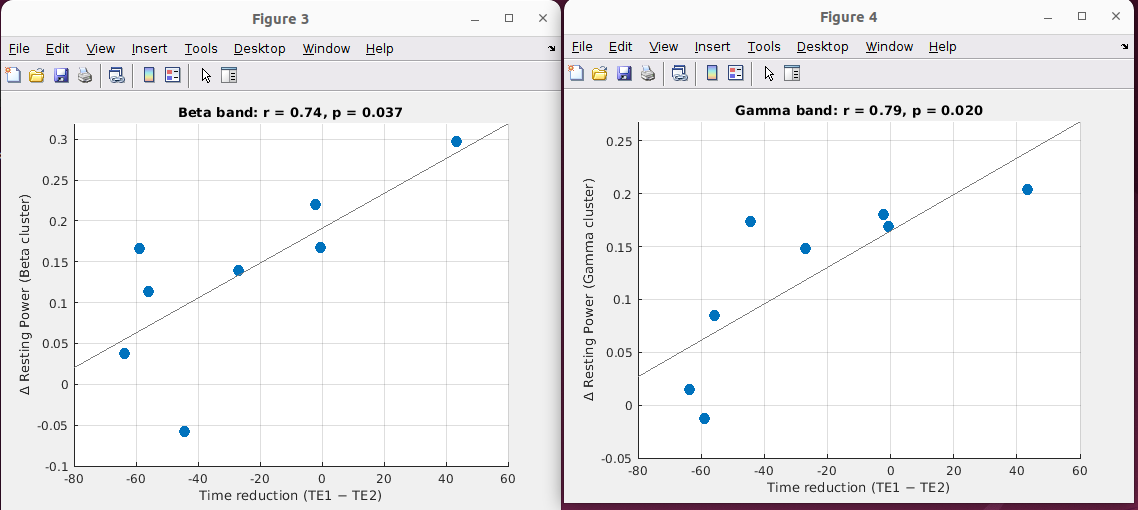 Figure 3
File Edit View Insert Tools Desktop Window Help
Beta band: r = 0.74, p = 0.037
Δ Resting Power (Beta cluster)
0.3
0.25
0.2
0.15
0.1
0.05
0
-0.05
-0.1
-80 -60 -40 -20 0 20 40 60
Time reduction (TE1 − TE2)
Figure 4
File Edit View Insert Tools Desktop Window Help
Gamma band: r = 0.79, p = 0.020
Δ Resting Power (Gamma cluster)
0.25
0.2
0.15
0.1
0.05
0
-0.05
-80 -60 -40 -20 0 20 40 60
Time reduction (TE1 − TE2)